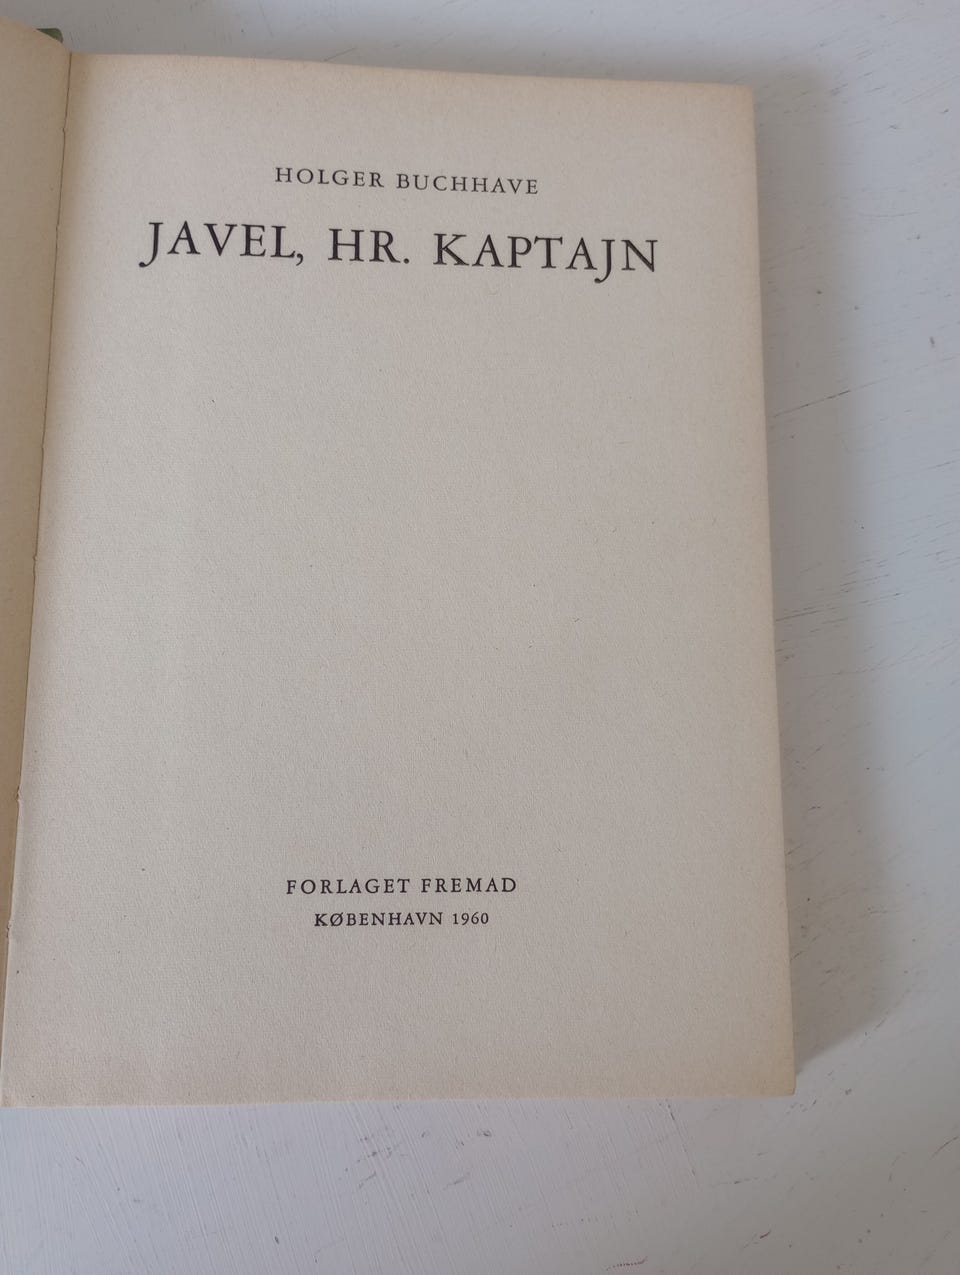 HOLGER BUCHHAVE
JAVEL, HR. KAPTAJN
FORLAGET FREMAD
KØBENHAVN 1960